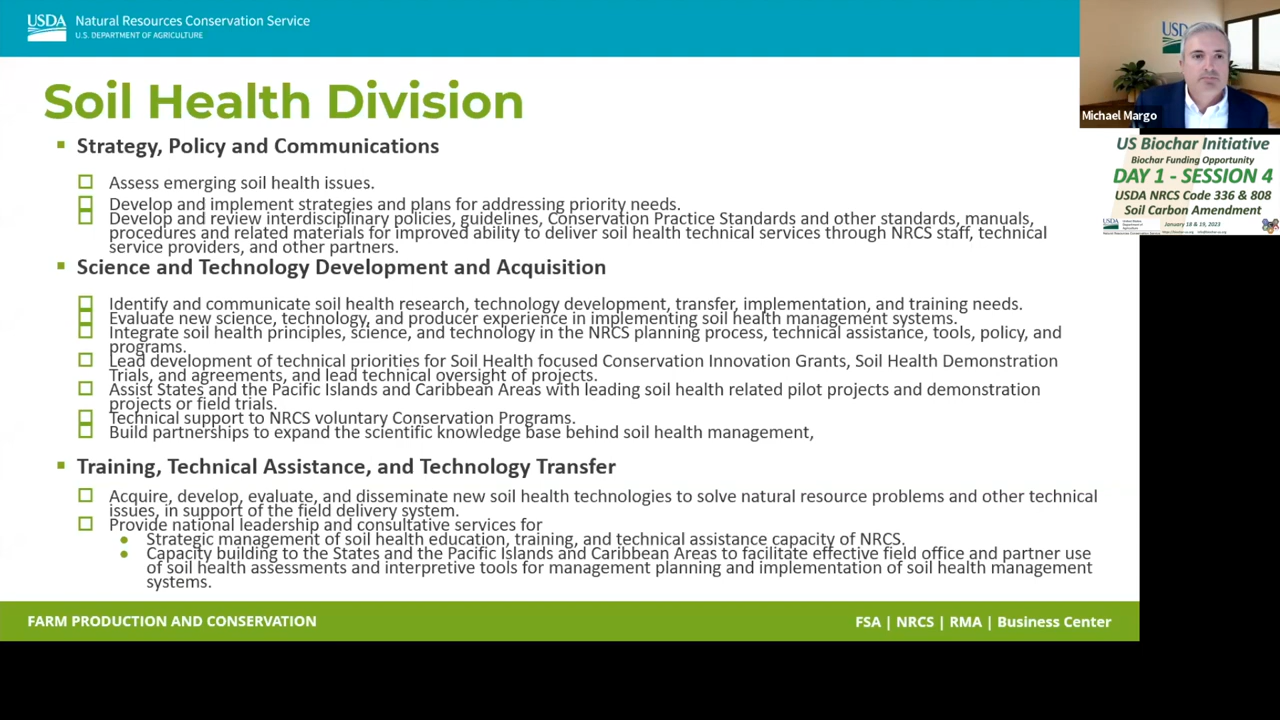 USDA Natural Resources Conservation Service
U.S. DEPARTMENT OF AGRICULTURE
Soil Health Division
Strategy, Policy and Communications
Assess emerging soil health issues.
Develop and implement strategies and plans for addressing priority needs.
Develop and review interdisciplinary policies, guidelines, Conservation Practice Standards and other standards, manuals,
procedures and related materials for improved ability to deliver soil health technical services through NRCS staff, technical
service providers, and other partners.
Science and Technology Development and Acquisition
Identify and communicate soil health research, technology development, transfer, implementation, and training needs.
Evaluate new science, technology, and producer experience in implementing soil health management systems.
Integrate soil health principles, science, and technology in the NRCS planning process, technical assistance, tools, policy, and
programs.
Lead development of technical priorities for Soil Health focused Conservation Innovation Grants, Soil Health Demonstration
Trials, and agreements, and lead technical oversight of projects.
Assist States and the Pacific Islands and Caribbean Areas with leading soil health related pilot projects and demonstration
projects or field trials.
Technical support to NRCS voluntary Conservation Programs.
Build partnerships to expand the scientific knowledge base behind soil health management,
Training, Technical Assistance, and Technology Transfer
Acquire, develop, evaluate, and disseminate new soil health technologies to solve natural resource problems and other technical
issues, in support of the field delivery system.
Provide national leadership and consultative services for
Strategic management of soil health education, training, and technical assistance capacity of NRCS.
Capacity building to the States and the Pacific Islands and Caribbean Areas to facilitate effective field office and partner use
of soil health assessments and interpretive tools for management planning and implementation of soil health management
systems.
FARM PRODUCTION AND CONSERVATION
FSA | NRCS | RMA | Business Center
USD
Michael Margo
US Biochar Initiative
Biochar Funding Opportunity
DAY 1 - SESSION 4
USDA NRCS Code 336 & 808
Soil Carbon Amendment
January 18 & 19, 2023